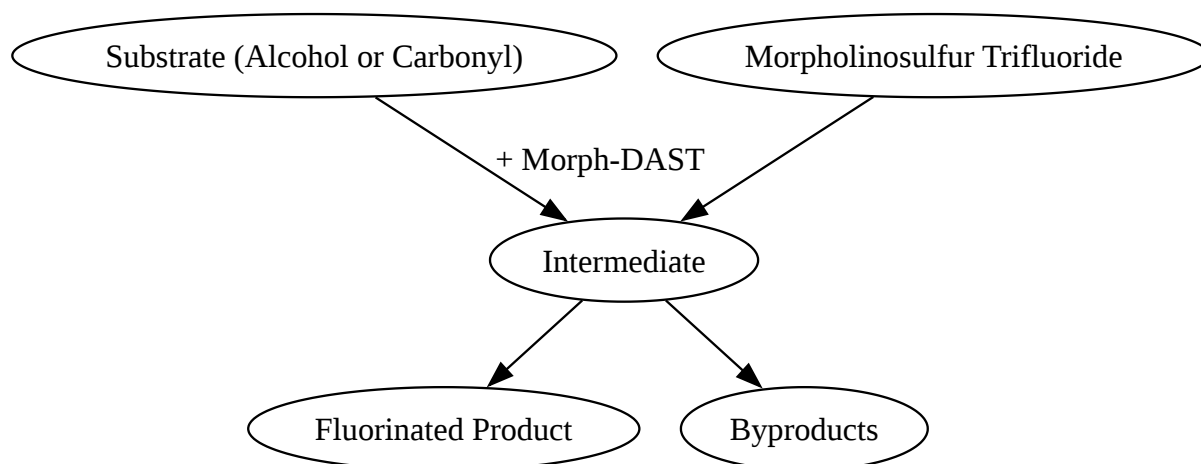 Substrate (Alcohol or Carbonyl)
Morpholinosulfur Trifluoride
+ Morph-DAST
Intermediate
Fluorinated Product
Byproducts